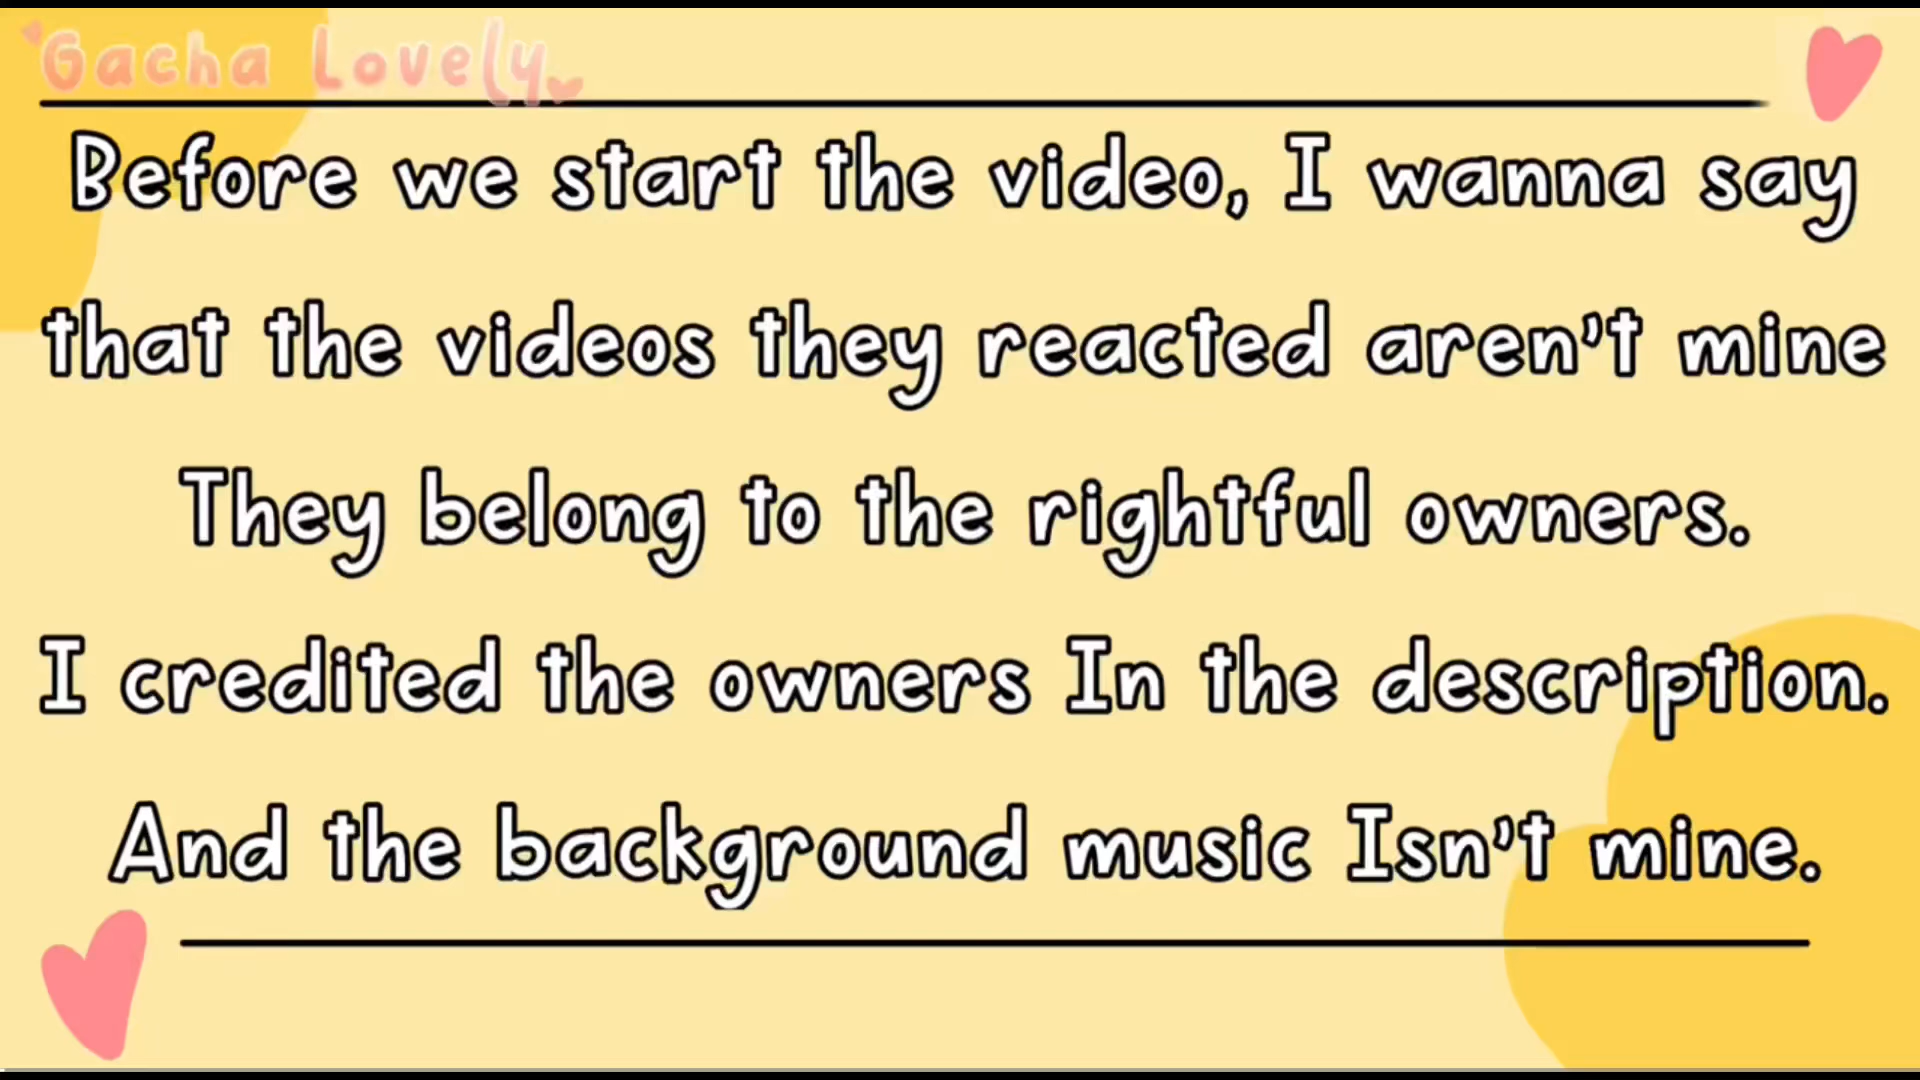 Gacha Lovely
Before we start the video, I wanna say
that the videos they reacted aren't mine
They belong to the rightful owners.
I credited the owners In the description.
And the background music Isn't mine.